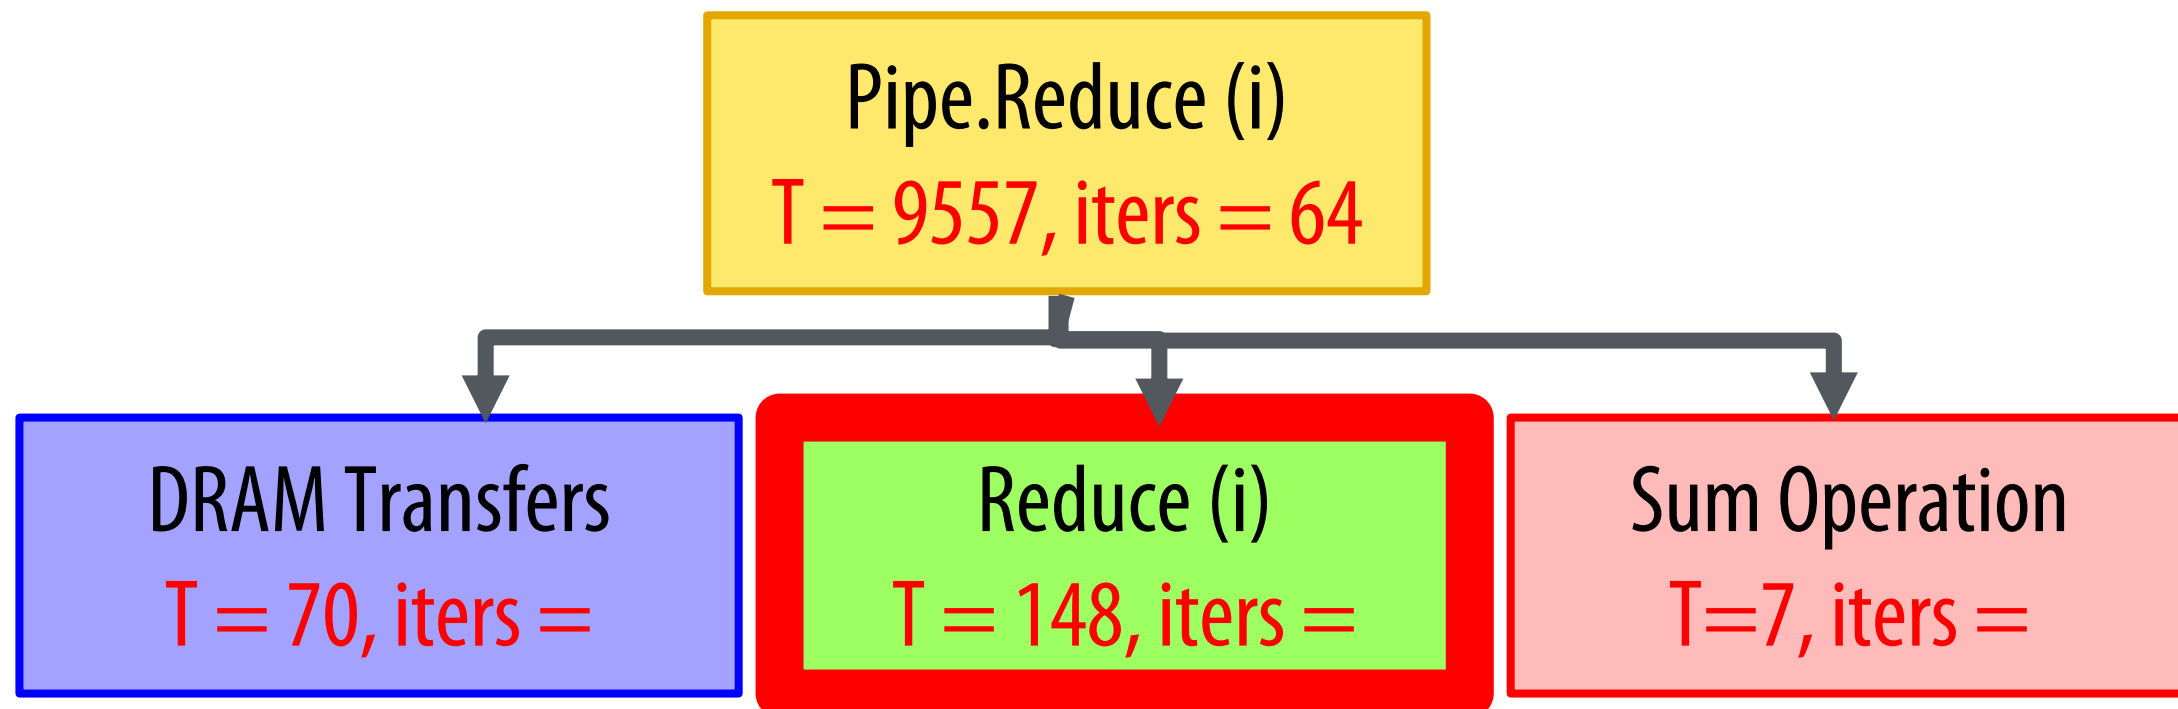 Pipe.Reduce (i)
T = 9557, iters = 64
DRAM Transfers
T = 70, iters =
Reduce (i)
T = 148, iters =
Sum Operation
T=7, iters =